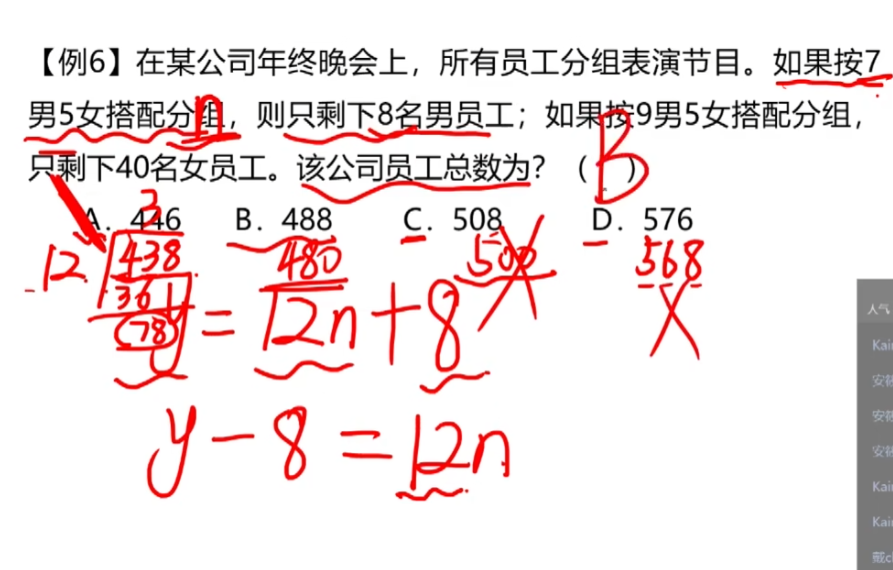 【例6】在某公司年终晚会上，所有员工分组表演节目。如果按7
男5女搭配分组，则只剩下8名男员工；如果按9男5女搭配分组，
只剩下40名女员工。该公司员工总数为？（B）
A. 446 B. 488 C. 508 D. 576
n
3
12 438 480 500 568
36
78
y = 12n + 8
y - 8 = 12n
人气
Kai
安
安
安
Kai
Kai
戴c